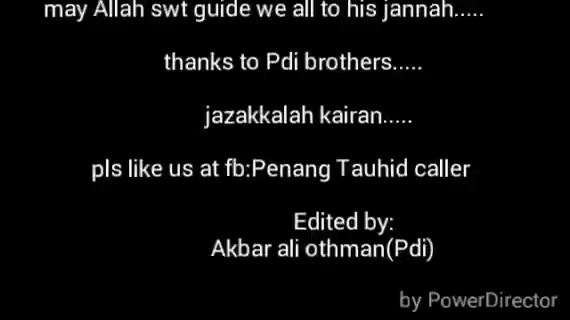 may Allah swt guide we all to his jannah.....
thanks to Pdi brothers.....
jazakkalah kairan.....
pls like us at fb:Penang Tauhid caller
Edited by:
Akbar ali othman(Pdi)
by PowerDirector